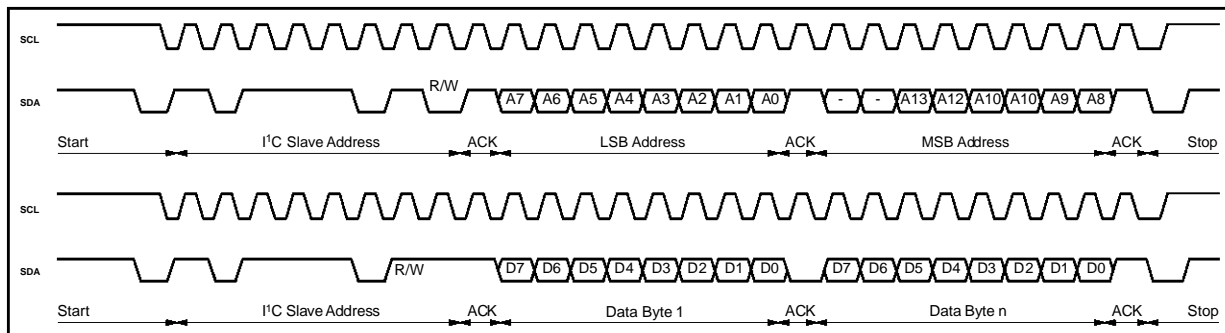 SCL
SDA R/W A7 A6 A5 A4 A3 A2 A1 A0 - - A13 A12 A10 A10 A9 A8
Start I¹C Slave Address ACK LSB Address ACK MSB Address ACK Stop
SCL
SDA R/W D7 D6 D5 D4 D3 D2 D1 D0 D7 D6 D5 D4 D3 D2 D1 D0
Start I¹C Slave Address ACK Data Byte 1 ACK Data Byte n ACK Stop